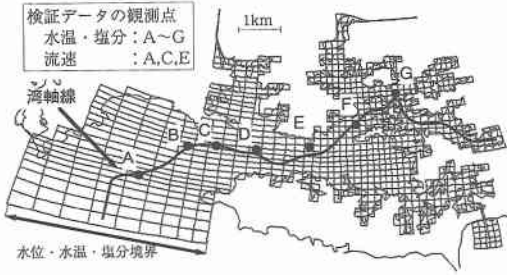 検証データの観測点
水温・塩分：A~G
流速　　：A,C,E
1km
湾軸線
A
B
C
D
E
F
G
水位・水温・塩分境界